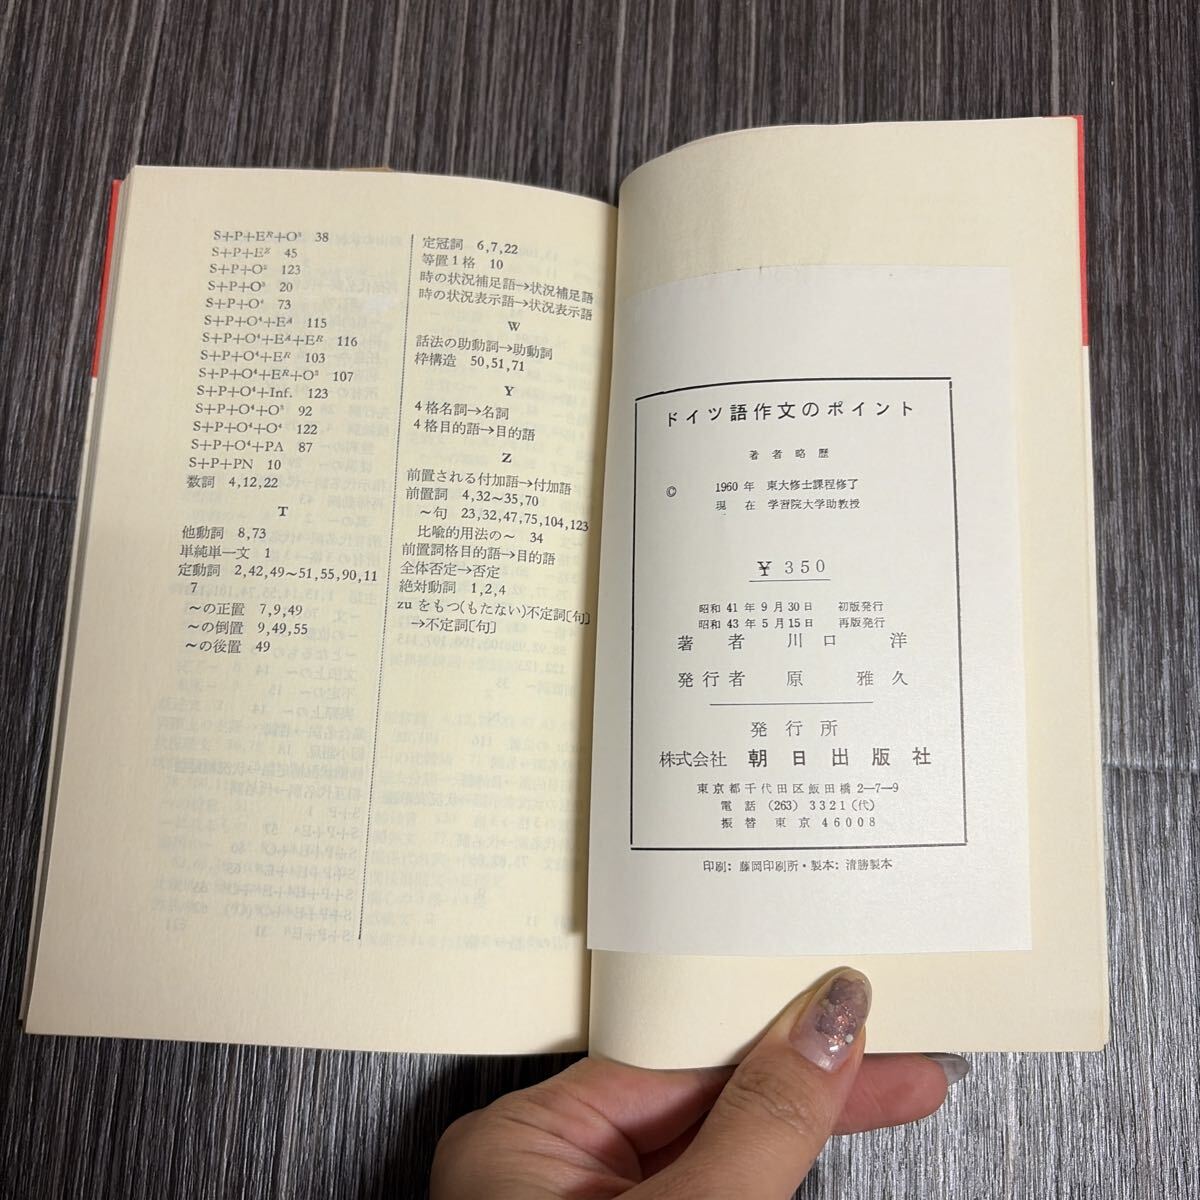 S+P+Eᴿ+O³ 38
S+P+Eᶻ 45
S+P+O² 123
S+P+O³ 20
S+P+O⁴ 73
S+P+O⁴+Eᴬ 115
S+P+O⁴+Eᴬ+Eᴿ 116
S+P+O⁴+Eᴿ 103
S+P+O⁴+Eᴿ+O³ 107
S+P+O⁴+Inf. 123
S+P+O⁴+O³ 92
S+P+O⁴+O⁴ 122
S+P+O⁴+PA 87
S+P+PN 10
数詞 4,12,22
T
他動詞 8,73
単純単一文 1
定動詞 2,42,49~51,55,90,11
7
~の正置 7,9,49
~の倒置 9,49,55
~の後置 49
定冠詞 6,7,22
等置1格 10
時の状況補足語→状況補足語
時の状況表示語→状況表示語
W
話法の助動詞→助動詞
枠構造 50,51,71
Y
4格名詞→名詞
4格目的語→目的語
Z
前置される付加語→付加語
前置詞 4,32~35,70
~句 23,32,47,75,104,123
比喩的用法の~ 34
前置詞格目的語→目的語
全体否定→否定
絶対動詞 1,2,4
zuをもつ(もたない)不定詞〔句〕
→不定詞〔句〕
ドイツ語作文のポイント
著者略歴
© 1960年 東大修士課程修了
現在 学習院大学助教授
¥350
昭和41年9月30日 初版発行
昭和43年5月15日 再版発行
著者 川口 洋
発行者 原 雅久
発行所
株式会社 朝日出版社
東京都千代田区飯田橋2-7-9
電話 (263) 3321(代)
振替 東京 46008
印刷: 藤岡印刷所・製本: 清勝製本